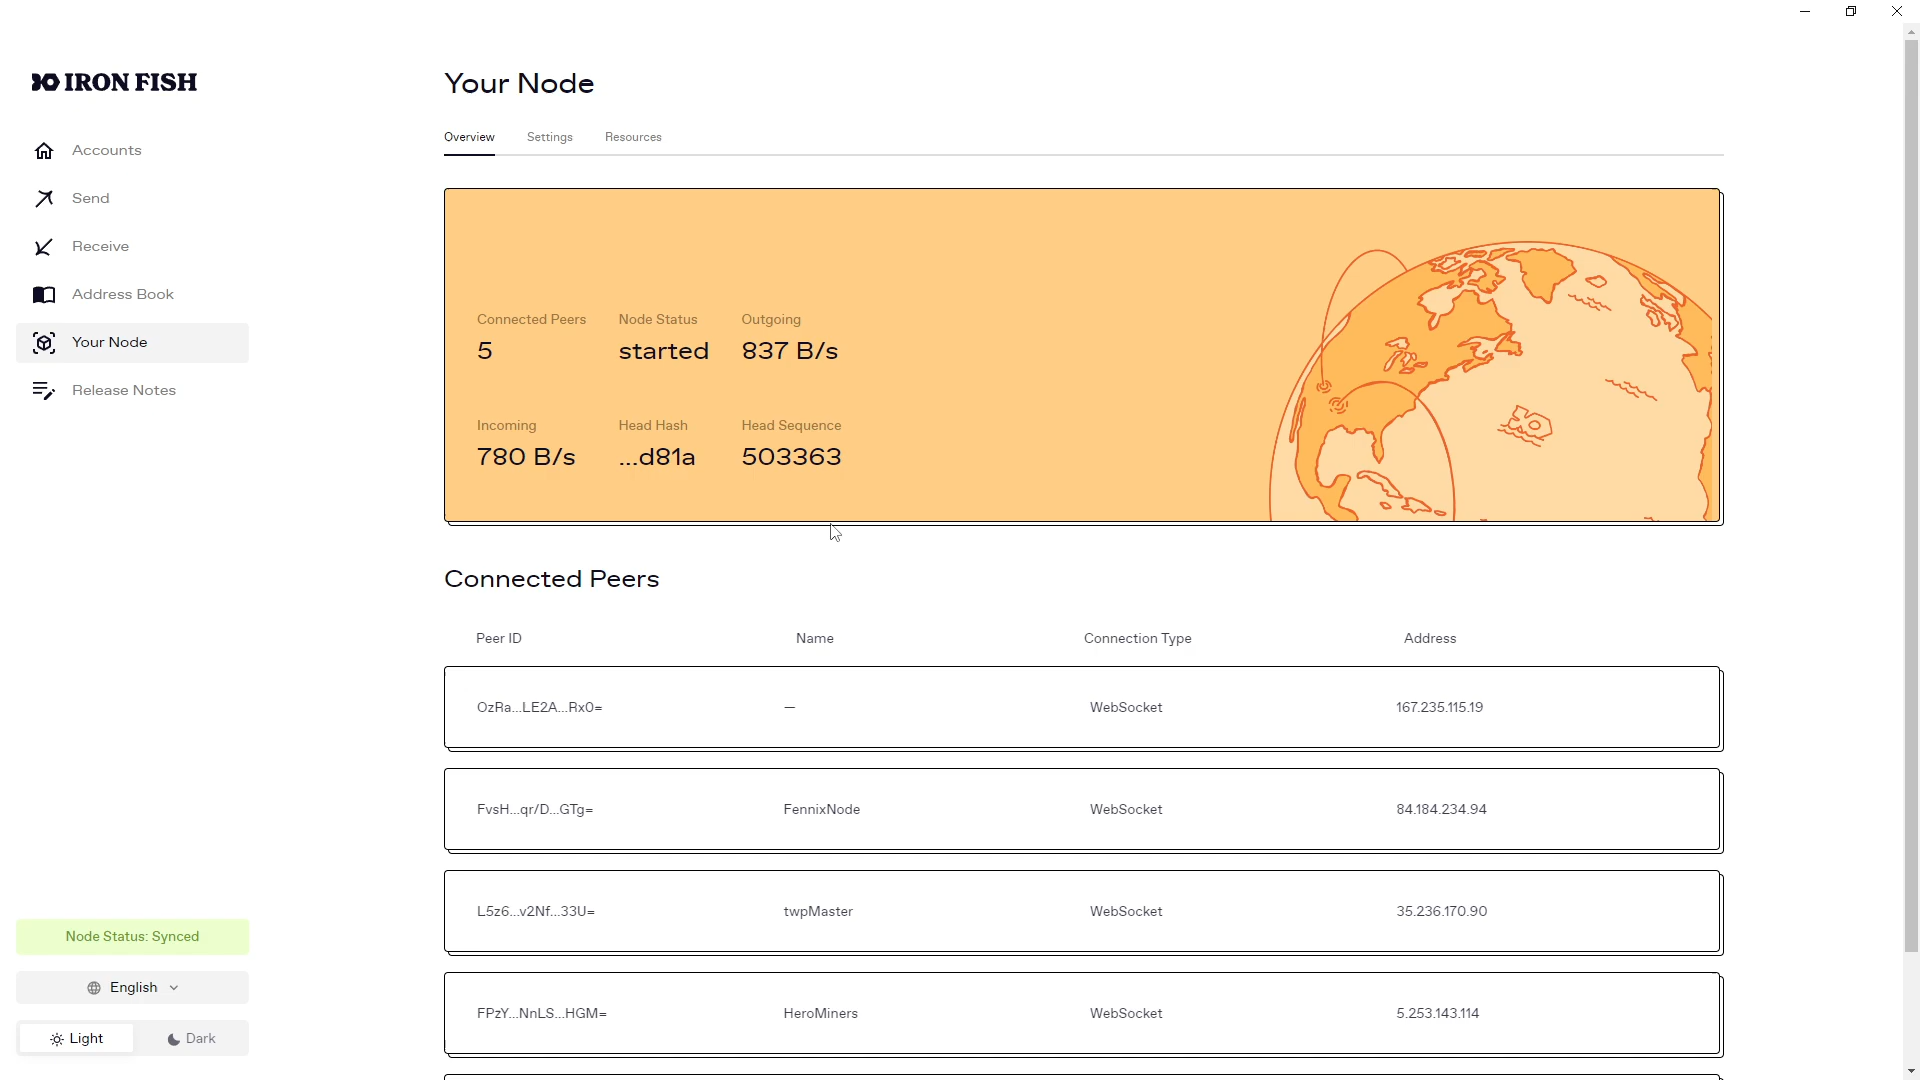 IRON FISH
Accounts
Send
Receive
Address Book
Your Node
Release Notes
Node Status: Synced
English
Light
Dark
Your Node
Overview
Settings
Resources
Connected Peers
5
Node Status
started
Outgoing
837 B/s
Incoming
780 B/s
Head Hash
...d81a
Head Sequence
503363
Connected Peers
Peer ID
Name
Connection Type
Address
OzRa...LE2A...Rx0=
—
WebSocket
167.235.115.19
FvsH...qr/D...GTg=
FennixNode
WebSocket
84.184.234.94
L5z6...v2Nf...33U=
twpMaster
WebSocket
35.236.170.90
FPzY...NnLS...HGM=
HeroMiners
WebSocket
5.253.143.114